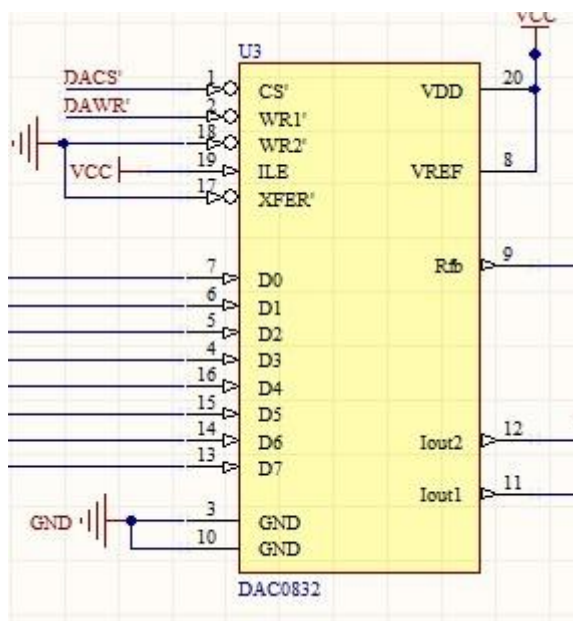 VCC
U3
DACS' 1 CS' VDD 20
DAWR' 2 WR1'
18 WR2'
VCC 19 ILE VREF 8
17 XFER'
Rfb 9
7 D0
6 D1
5 D2
4 D3
16 D4
15 D5
14 D6 Iout2 12
13 D7
Iout1 11
GND 3 GND
10 GND
DAC0832